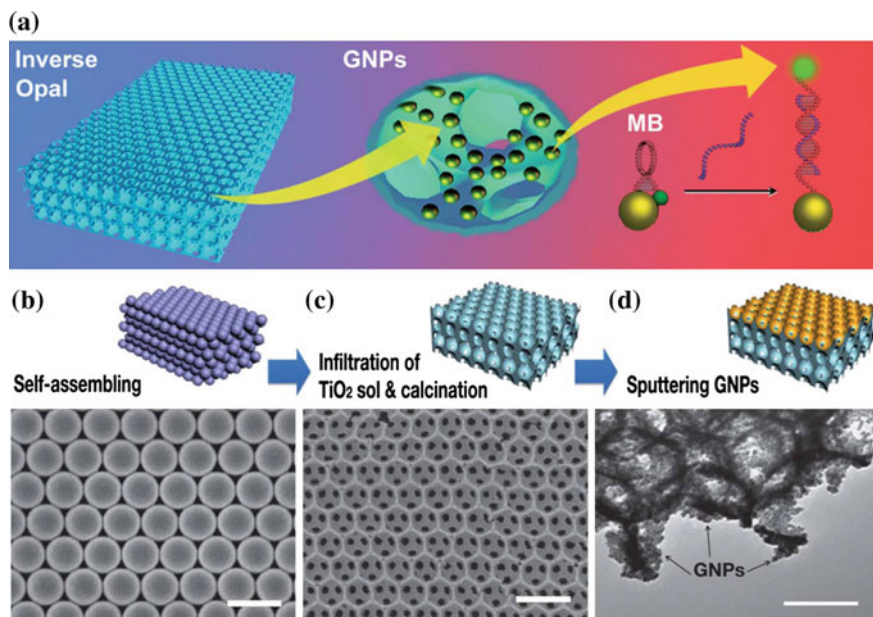 (a)
Inverse
Opal
GNPs
MB
(b)
(c)
(d)
Self-assembling
Infiltration of
TiO₂ sol & calcination
Sputtering GNPs
GNPs